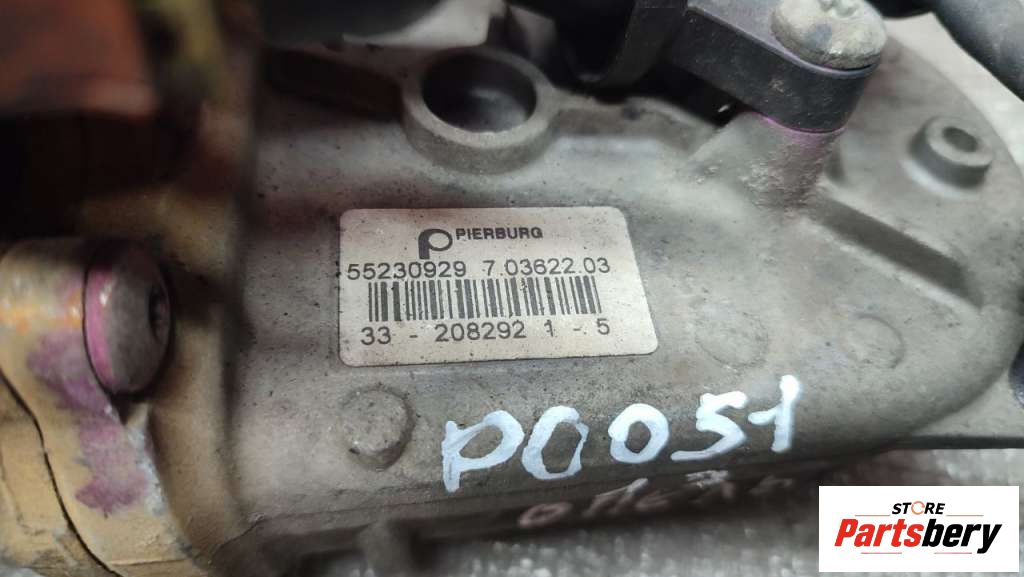 PIERBURG
55230929 7.03622.03
33 - 208292 1 - 5
P0051
STORE
Partsbery